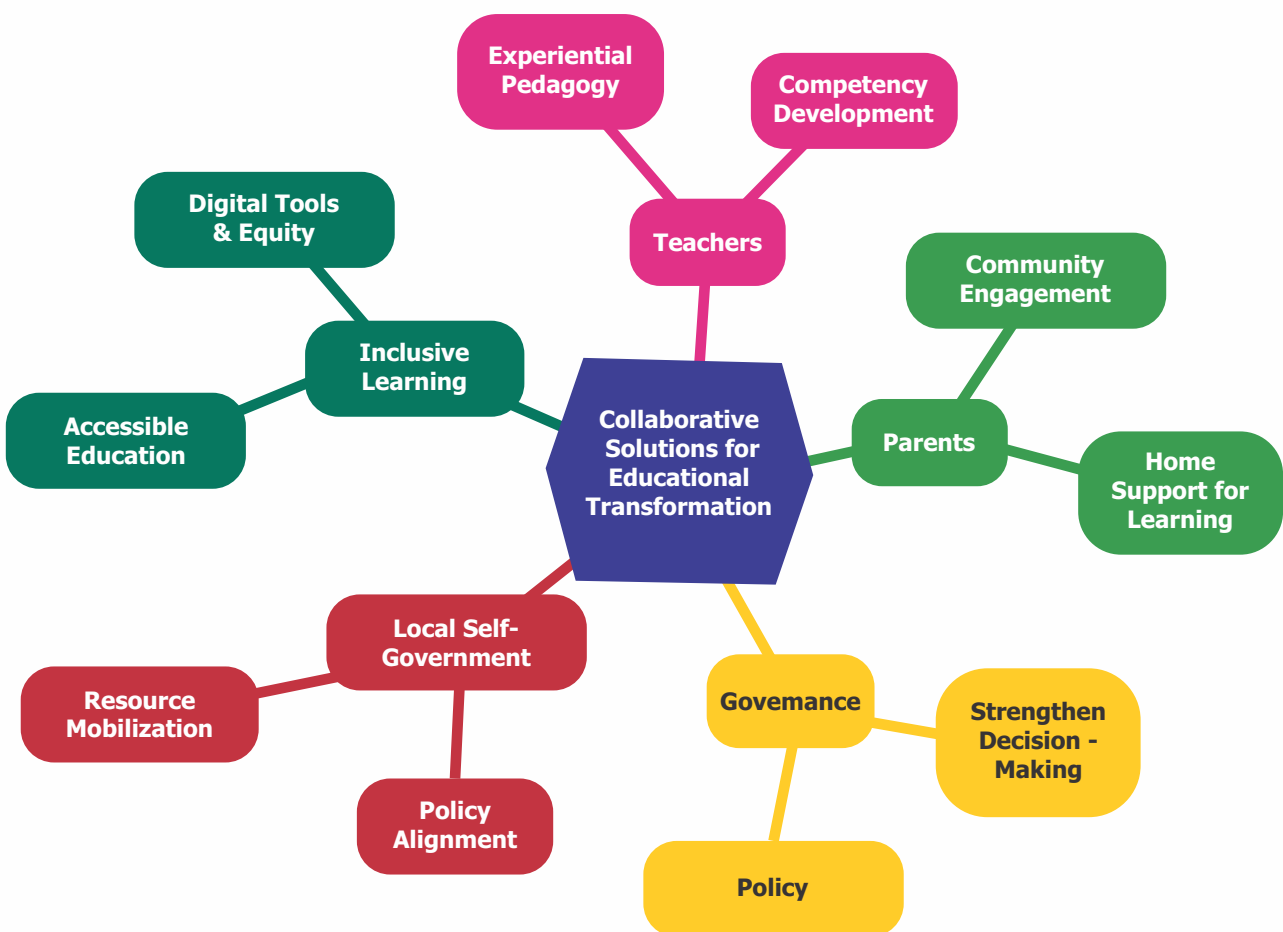 Experiential
Pedagogy
Competency
Development
Digital Tools
& Equity
Teachers
Community
Engagement
Inclusive
Learning
Accessible
Education
Collaborative
Solutions for
Educational
Transformation
Parents
Home
Support for
Learning
Local Self-
Government
Resource
Mobilization
Policy
Alignment
Govemance
Strengthen
Decision -
Making
Policy